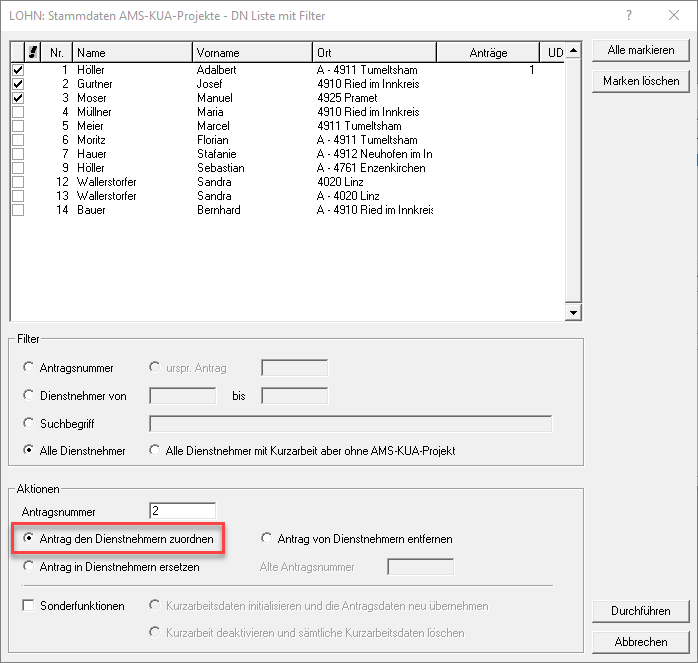 LOHN: Stammdaten AMS-KUA-Projekte - DN Liste mit Filter ?
! Nr. Name Vorname Ort Anträge UD
1 Höller Adalbert A - 4911 Tumeltsham 1
2 Gurtner Josef 4910 Ried im Innkreis
3 Moser Manuel 4925 Pramet
4 Müllner Maria 4910 Ried im Innkreis
5 Meier Marcel 4911 Tumeltsham
6 Moritz Florian A - 4911 Tumeltsham
7 Hauer Stafanie A - 4912 Neuhofen im In
9 Höller Sebastian A - 4761 Enzenkirchen
12 Wallerstorfer Sandra 4020 Linz
13 Wallerstorfer Sandra A - 4020 Linz
14 Bauer Bernhard A - 4910 Ried im Innkreis
Alle markieren
Marken löschen
Filter
Antragsnummer urspr. Antrag
Dienstnehmer von bis
Suchbegriff
Alle Dienstnehmer Alle Dienstnehmer mit Kurzarbeit aber ohne AMS-KUA-Projekt
Aktionen
Antragsnummer 2
Antrag den Dienstnehmern zuordnen Antrag von Dienstnehmern entfernen
Antrag in Dienstnehmern ersetzen Alte Antragsnummer
Sonderfunktionen Kurzarbeitsdaten initialisieren und die Antragsdaten neu übernehmen
Kurzarbeit deaktivieren und sämtliche Kurzarbeitsdaten löschen
Durchführen
Abbrechen